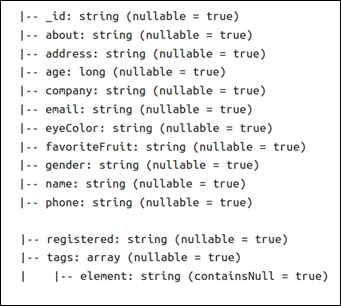 |-- _id: string (nullable = true)
|-- about: string (nullable = true)
|-- address: string (nullable = true)
|-- age: long (nullable = true)
|-- company: string (nullable = true)
|-- email: string (nullable = true)
|-- eyeColor: string (nullable = true)
|-- favoriteFruit: string (nullable = true)
|-- gender: string (nullable = true)
|-- name: string (nullable = true)
|-- phone: string (nullable = true)
|-- registered: string (nullable = true)
|-- tags: array (nullable = true)
|    |-- element: string (containsNull = true)